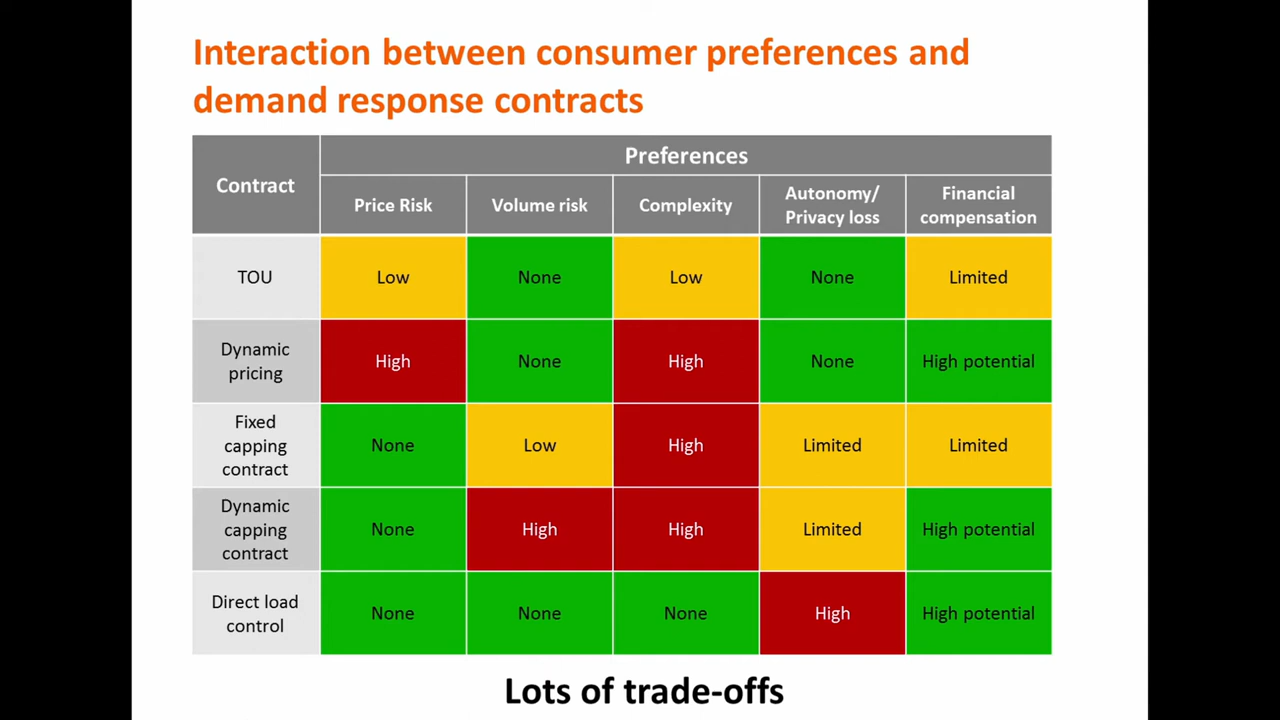 Interaction between consumer preferences and
demand response contracts
Contract
Preferences
Price Risk
Volume risk
Complexity
Autonomy/
Privacy loss
Financial
compensation
TOU
Low
None
Low
None
Limited
Dynamic
pricing
High
None
High
None
High potential
Fixed
capping
contract
None
Low
High
Limited
Limited
Dynamic
capping
contract
None
High
High
Limited
High potential
Direct load
control
None
None
None
High
High potential
Lots of trade-offs